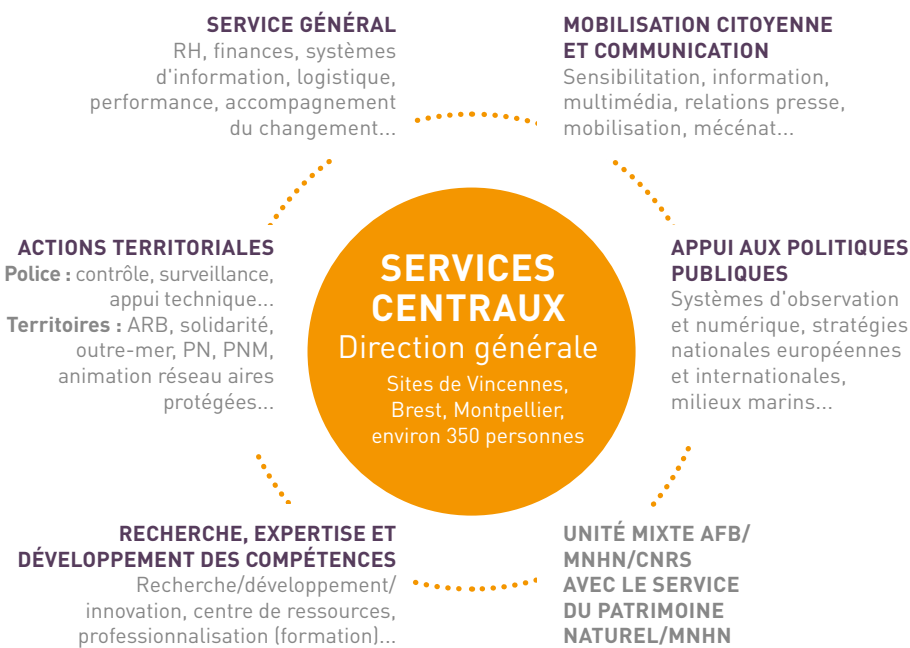 SERVICE GÉNÉRAL
RH, finances, systèmes
d'information, logistique,
performance, accompagnement
du changement...
MOBILISATION CITOYENNE
ET COMMUNICATION
Sensibilitation, information,
multimédia, relations presse,
mobilisation, mécénat...
ACTIONS TERRITORIALES
Police : contrôle, surveillance,
appui technique...
Territoires : ARB, solidarité,
outre-mer, PN, PNM,
animation réseau aires
protégées...
SERVICES
CENTRAUX
Direction générale
Sites de Vincennes,
Brest, Montpellier,
environ 350 personnes
APPUI AUX POLITIQUES
PUBLIQUES
Systèmes d'observation
et numérique, stratégies
nationales européennes
et internationales,
milieux marins...
RECHERCHE, EXPERTISE ET
DÉVELOPPEMENT DES COMPÉTENCES
Recherche/développement/
innovation, centre de ressources,
professionnalisation (formation)...
UNITÉ MIXTE AFB/
MNHN/CNRS
AVEC LE SERVICE
DU PATRIMOINE
NATUREL/MNHN